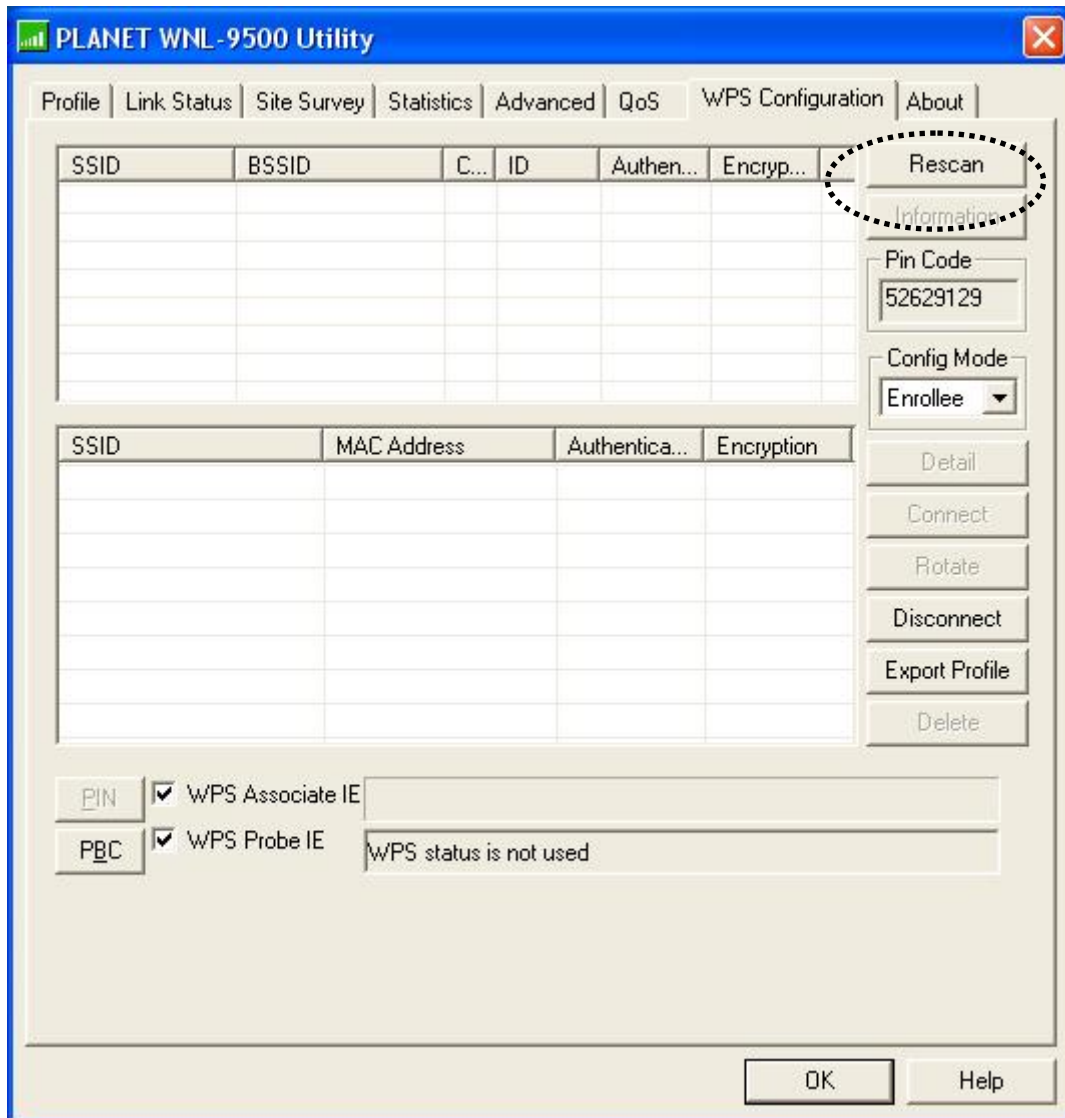 PLANET WNL-9500 Utility
Profile Link Status Site Survey Statistics Advanced QoS WPS Configuration About
SSID BSSID C... ID Authen... Encryp...
Rescan
Information
Pin Code
52629129
Config Mode
Enrollee
SSID MAC Address Authentica... Encryption
Detail
Connect
Rotate
Disconnect
Export Profile
Delete
PIN WPS Associate IE
PBC WPS Probe IE WPS status is not used
OK Help